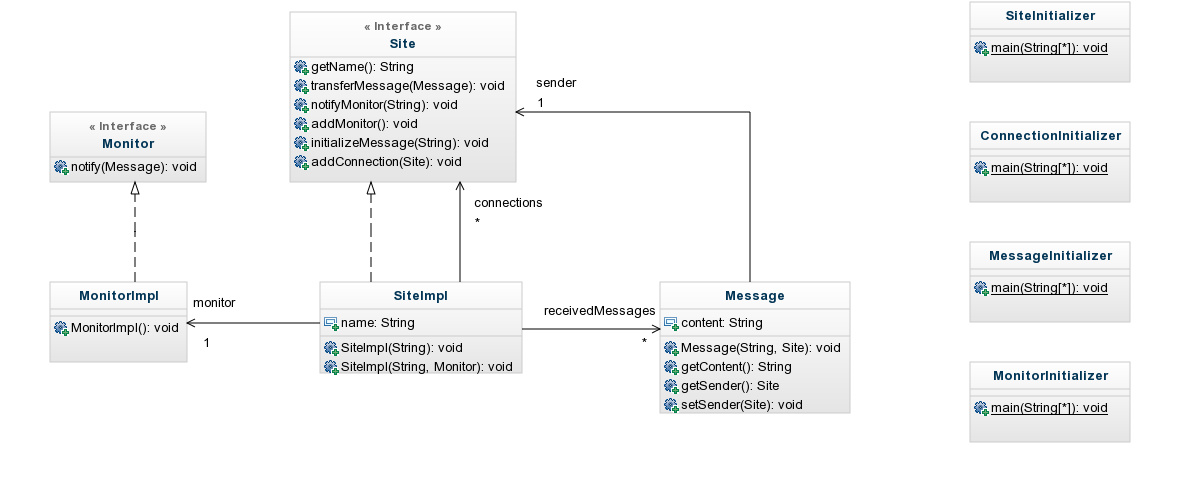 « Interface »
Site
getName(): String
transferMessage(Message): void
notifyMonitor(String): void
addMonitor(): void
initializeMessage(String): void
addConnection(Site): void
sender
1
« Interface »
Monitor
notify(Message): void
connections
*
MonitorImpl
MonitorImpl(): void
monitor
1
SiteImpl
name: String
SiteImpl(String): void
SiteImpl(String, Monitor): void
receivedMessages
*
Message
content: String
Message(String, Site): void
getContent(): String
getSender(): Site
setSender(Site): void
SiteInitializer
main(String[*]): void
ConnectionInitializer
main(String[*]): void
MessageInitializer
main(String[*]): void
MonitorInitializer
main(String[*]): void